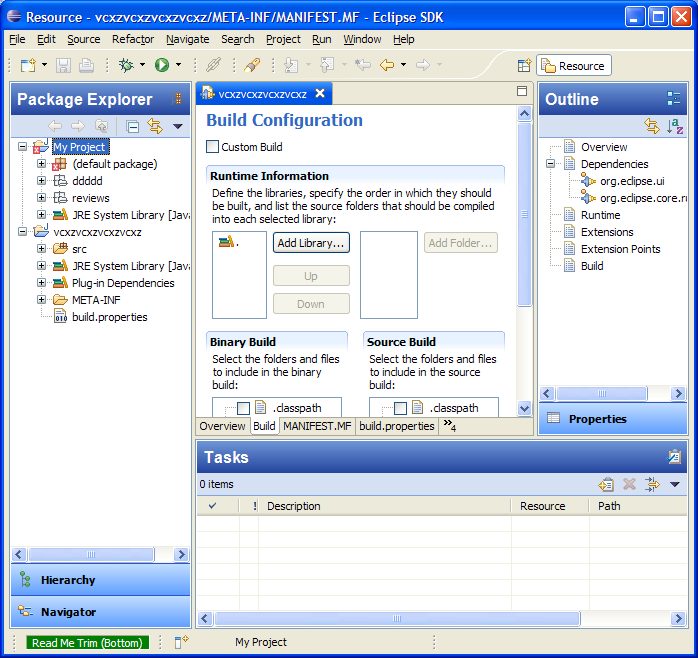 Resource - vcxzvcxzvcxzvcxz/META-INF/MANIFEST.MF - Eclipse SDK
File Edit Source Refactor Navigate Search Project Run Window Help
Resource
Package Explorer
My Project
(default package)
ddddd
reviews
JRE System Library [Java
vcxzvcxzvcxzvcxz
src
JRE System Library [Java
Plug-in Dependencies
META-INF
build.properties
Hierarchy
Navigator
vcxzvcxzvcxzvcxz
Build Configuration
Custom Build
Runtime Information
Define the libraries, specify the order in which they should
be built, and list the source folders that should be compiled
into each selected library:
.
Add Library...
Up
Down
Add Folder...
Binary Build
Select the folders and files
to include in the binary
build:
.classpath
Source Build
Select the folders and files
to include in the source
build:
.classpath
Overview Build MANIFEST.MF build.properties »4
Outline
Overview
Dependencies
org.eclipse.ui
org.eclipse.core.ru
Runtime
Extensions
Extension Points
Build
Properties
Tasks
0 items
! Description Resource Path
Read Me Trim (Bottom)
My Project